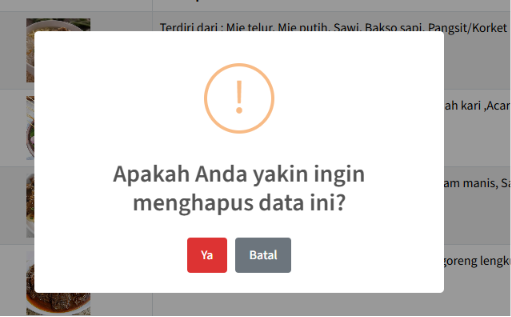 Terdiri dari : Mie telur, Mie putih, Sawi, Bakso sapi, Pangsit/Korket
ah kari ,Acar
!
Apakah Anda yakin ingin
menghapus data ini?
am manis, Sa
Ya Batal
goreng lengk